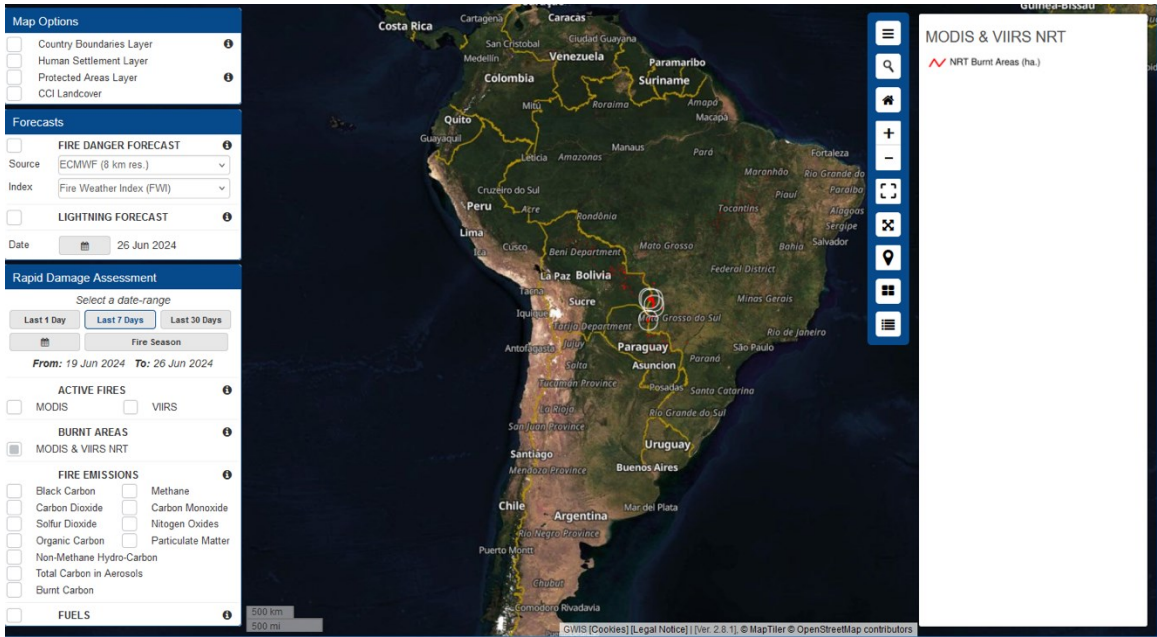 Map Options
Country Boundaries Layer
Human Settlement Layer
Protected Areas Layer
CCI Landcover
Forecasts
FIRE DANGER FORECAST
Source ECMWF (8 km res.)
Index Fire Weather Index (FWI)
LIGHTNING FORECAST
Date 26 Jun 2024
Rapid Damage Assessment
Select a date-range
Last 1 Day Last 7 Days Last 30 Days
Fire Season
From: 19 Jun 2024 To: 26 Jun 2024
ACTIVE FIRES
MODIS VIIRS
BURNT AREAS
MODIS & VIIRS NRT
FIRE EMISSIONS
Black Carbon Methane
Carbon Dioxide Carbon Monoxide
Solfur Dioxide Nitogen Oxides
Organic Carbon Particulate Matter
Non-Methane Hydro-Carbon
Total Carbon in Aerosols
Burnt Carbon
FUELS
Guinea-Bissau
Costa Rica
Cartagena
Caracas
San Cristobal
Ciudad Guayana
Medellín
Venezuela
Paramaribo
Colombia
Suriname
Mitú
Roraima
Amapá
Macapá
Quito
Guayaquil
Leticia
Amazonas
Manaus
Pará
Fortaleza
Maranhão
Rio Grande do
Cruzeiro do Sul
Piauí
Paraíba
Peru
Acre
Rondônia
Tocantins
Alagoas
Sergipe
Lima
Ica
Cusco
Beni Department
Mato Grosso
Bahia
Salvador
La Paz
Bolivia
Federal District
Tacna
Sucre
Minas Gerais
Iquique
Tarija Department
Mato Grosso do Sul
Rio de Janeiro
Antofagasta
Jujuy
Paraguay
São Paulo
Salta
Asuncion
Paraná
Tucumán Province
Posadas
Santa Catarina
La Rioja
Rio Grande do Sul
San Juan Province
Santiago
Uruguay
Mendoza Province
Buenos Aires
Chile
Argentina
Mar del Plata
Río Negro Province
Puerto Montt
Chubut
Comodoro Rivadavia
500 km
500 mi
GWIS [Cookies] [Legal Notice] | [Ver. 2.8.1], © MapTiler © OpenStreetMap contributors
MODIS & VIIRS NRT
NRT Burnt Areas (ha.)